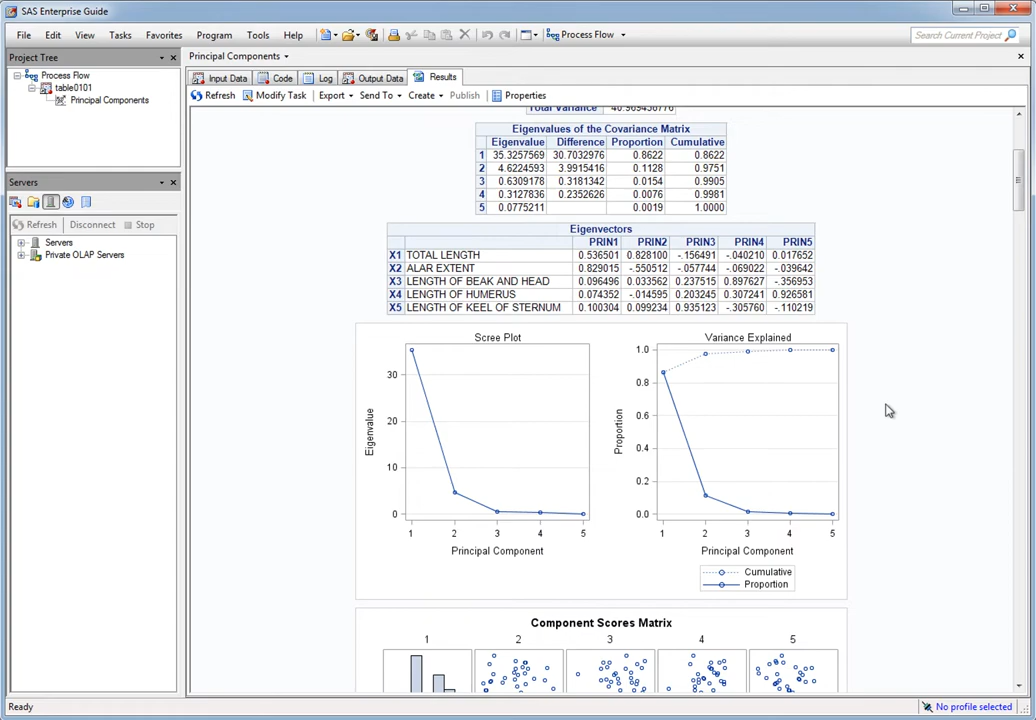 SAS Enterprise Guide
File Edit View Tasks Favorites Program Tools Help Process Flow Search Current Project
Project Tree
Process Flow
table0101
Principal Components
Servers
Refresh Disconnect Stop
Servers
Private OLAP Servers
Principal Components
Input Data Code Log Output Data Results
Refresh Modify Task Export Send To Create Publish Properties
Total Variance 40.969430776
Eigenvalues of the Covariance Matrix
Eigenvalue Difference Proportion Cumulative
1 35.3257569 30.7032976 0.8622 0.8622
2 4.6224593 3.9915416 0.1128 0.9751
3 0.6309178 0.3181342 0.0154 0.9905
4 0.3127836 0.2352626 0.0076 0.9981
5 0.0775211 0.0019 1.0000
Eigenvectors
PRIN1 PRIN2 PRIN3 PRIN4 PRIN5
X1 TOTAL LENGTH 0.536501 0.828100 -.156491 -.040210 0.017652
X2 ALAR EXTENT 0.829015 -.550512 -.057744 -.069022 -.039642
X3 LENGTH OF BEAK AND HEAD 0.096496 0.033562 0.237515 0.897627 -.356953
X4 LENGTH OF HUMERUS 0.074352 -.014595 0.203245 0.307241 0.926581
X5 LENGTH OF KEEL OF STERNUM 0.100304 0.099234 0.935123 -.305760 -.110219
Scree Plot
Eigenvalue
30
20
10
0
1 2 3 4 5
Principal Component
Variance Explained
Proportion
1.0
0.8
0.6
0.4
0.2
0.0
1 2 3 4 5
Principal Component
Cumulative
Proportion
Component Scores Matrix
1 2 3 4 5
Ready No profile selected